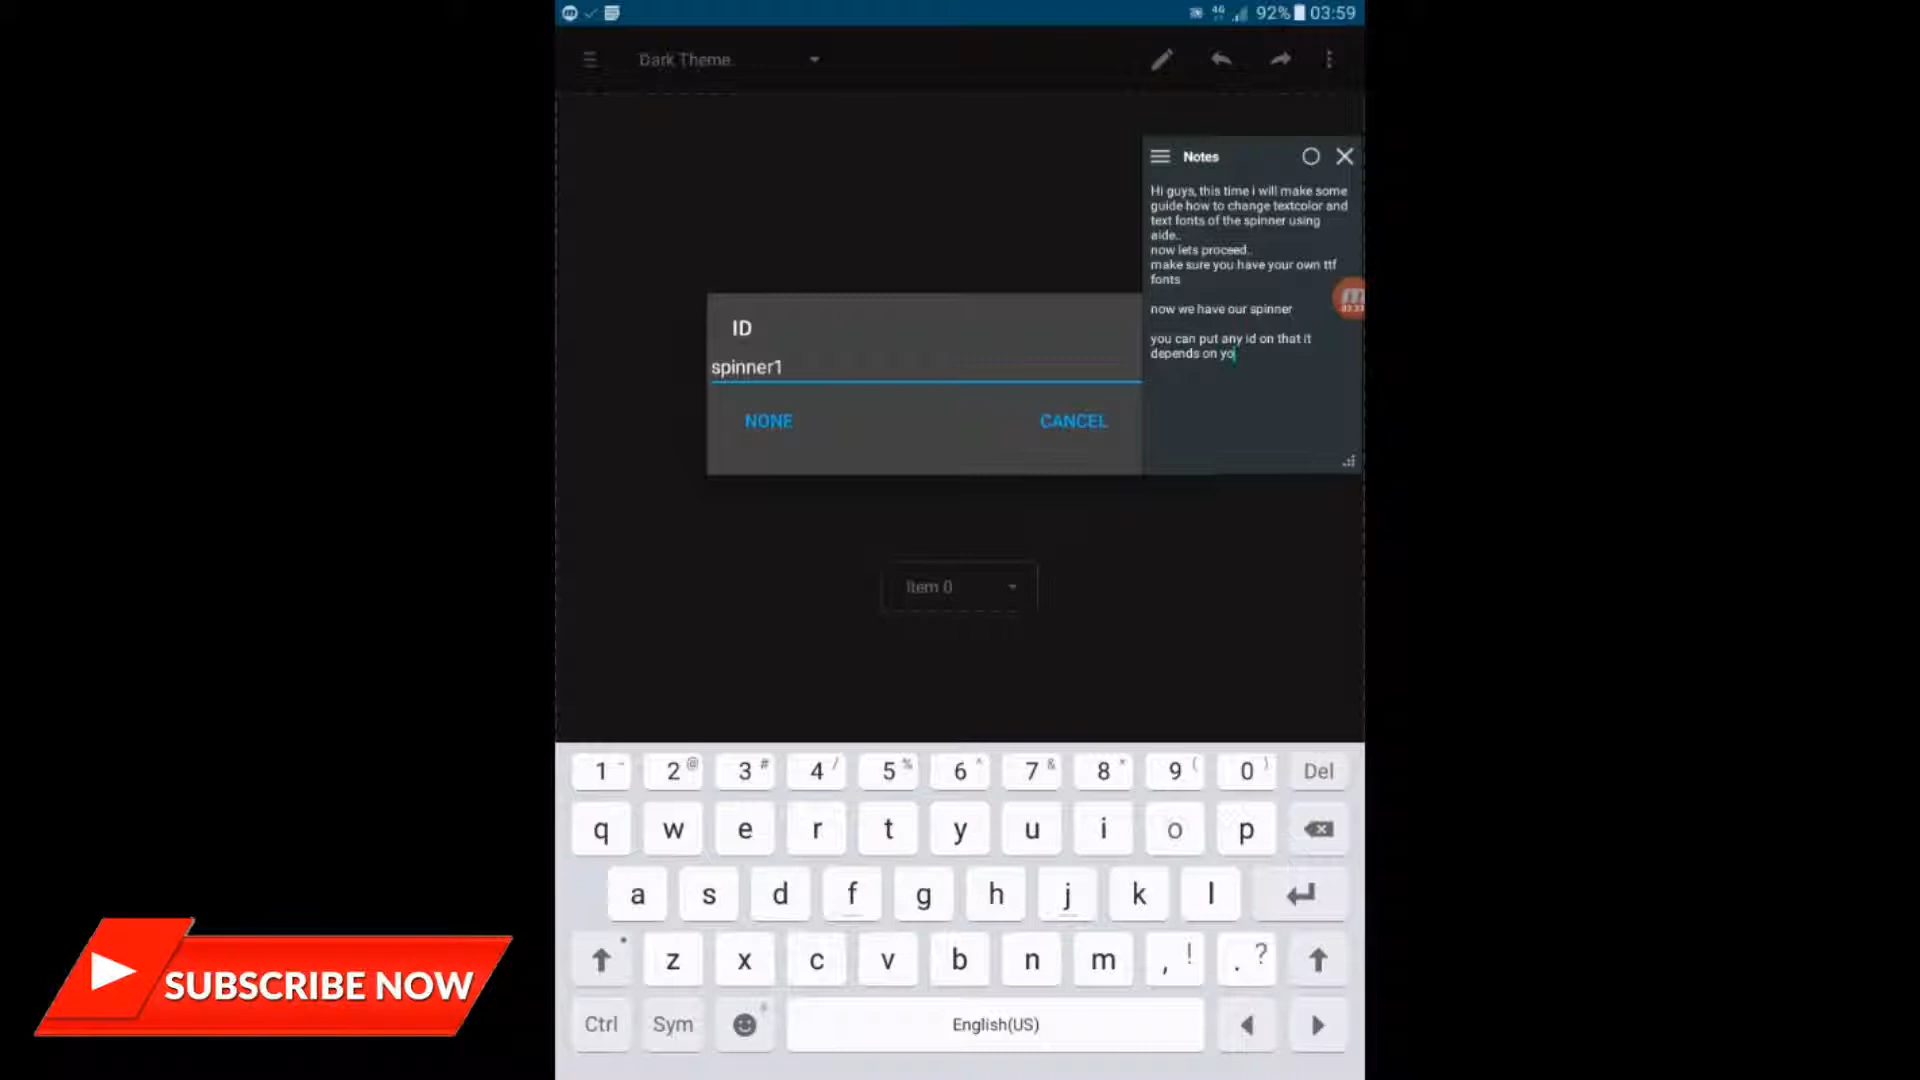 4G 92% 03:59
Dark Theme
Notes
Hi guys, this time i will make some
guide how to change textcolor and
text fonts of the spinner using
aide..
now lets proceed..
make sure you have your own ttf
fonts
now we have our spinner
you can put any id on that it
depends on yo
ID
spinner1
NONE CANCEL
Item 0
1 - 2 @ 3 # 4 / 5 % 6 ^ 7 & 8 * 9 ( 0 ) Del
q w e r t y u i o p
a s d f g h j k l
z x c v b n m , ! . ?
Ctrl Sym English(US)
SUBSCRIBE NOW